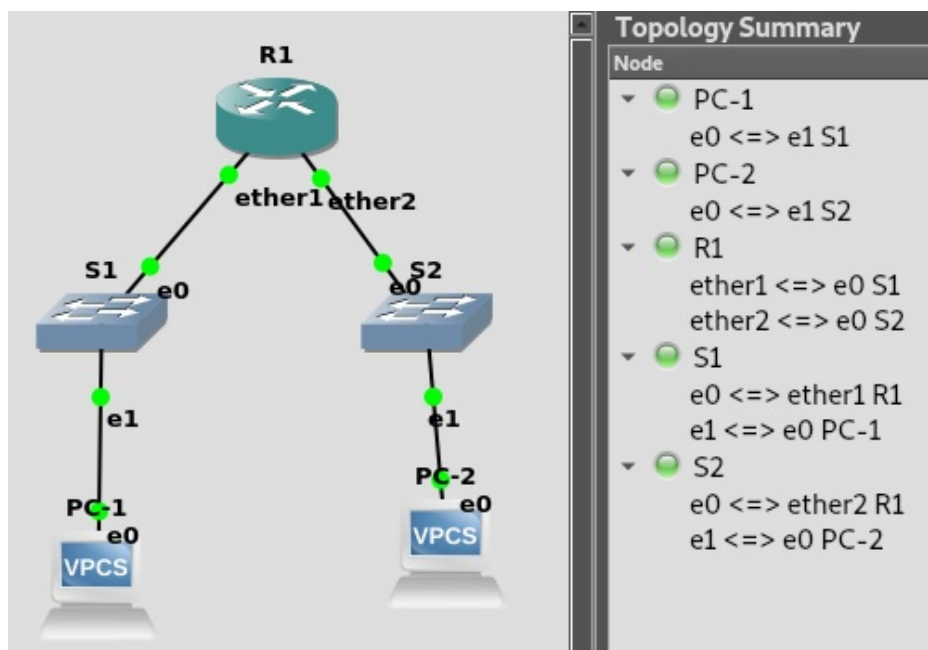 R1
ether1
ether2
S1
e0
S2
e0
e1
e1
PC-1
e0
VPCS
PC-2
e0
VPCS
Topology Summary
Node
PC-1
e0 <=> e1 S1
PC-2
e0 <=> e1 S2
R1
ether1 <=> e0 S1
ether2 <=> e0 S2
S1
e0 <=> ether1 R1
e1 <=> e0 PC-1
S2
e0 <=> ether2 R1
e1 <=> e0 PC-2